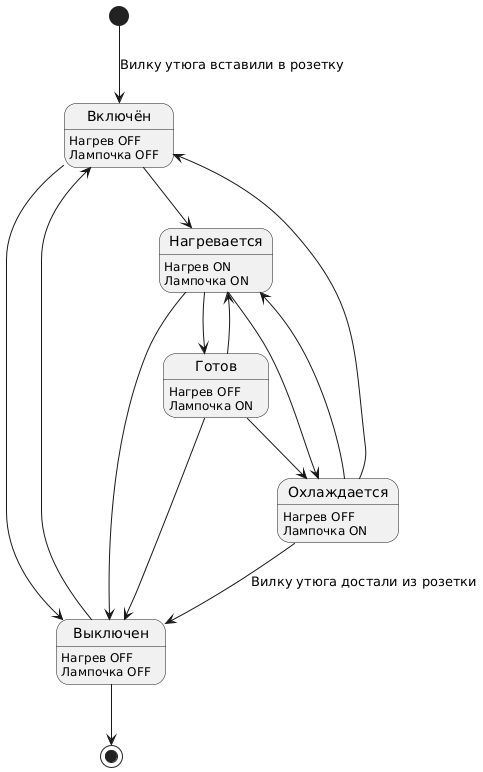 Вилку утюга вставили в розетку
Включён
Нагрев OFF
Лампочка OFF
Нагревается
Нагрев ON
Лампочка ON
Готов
Нагрев OFF
Лампочка ON
Охлаждается
Нагрев OFF
Лампочка ON
Вилку утюга достали из розетки
Выключен
Нагрев OFF
Лампочка OFF